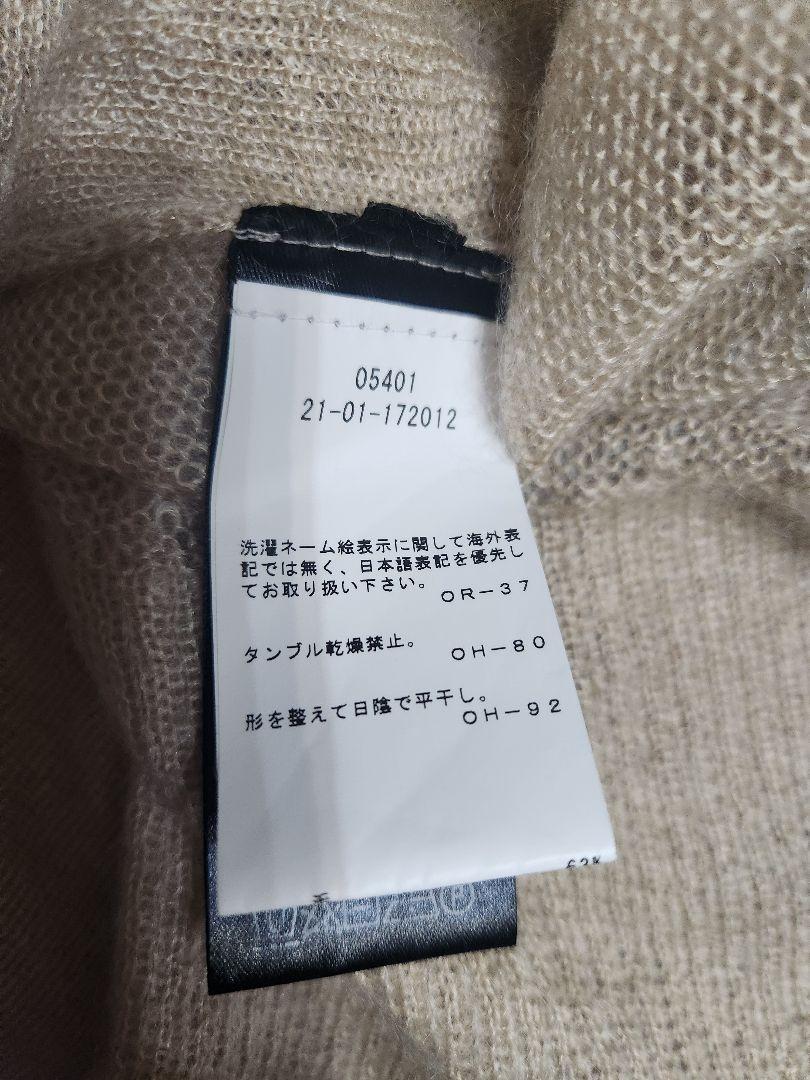 05401
21-01-172012
洗濯ネーム絵表示に関して海外表
記では無く、日本語表記を優先し
てお取り扱い下さい。 OR-37
タンブル乾燥禁止。 OH-80
形を整えて日陰で平干し。
OH-92
63%